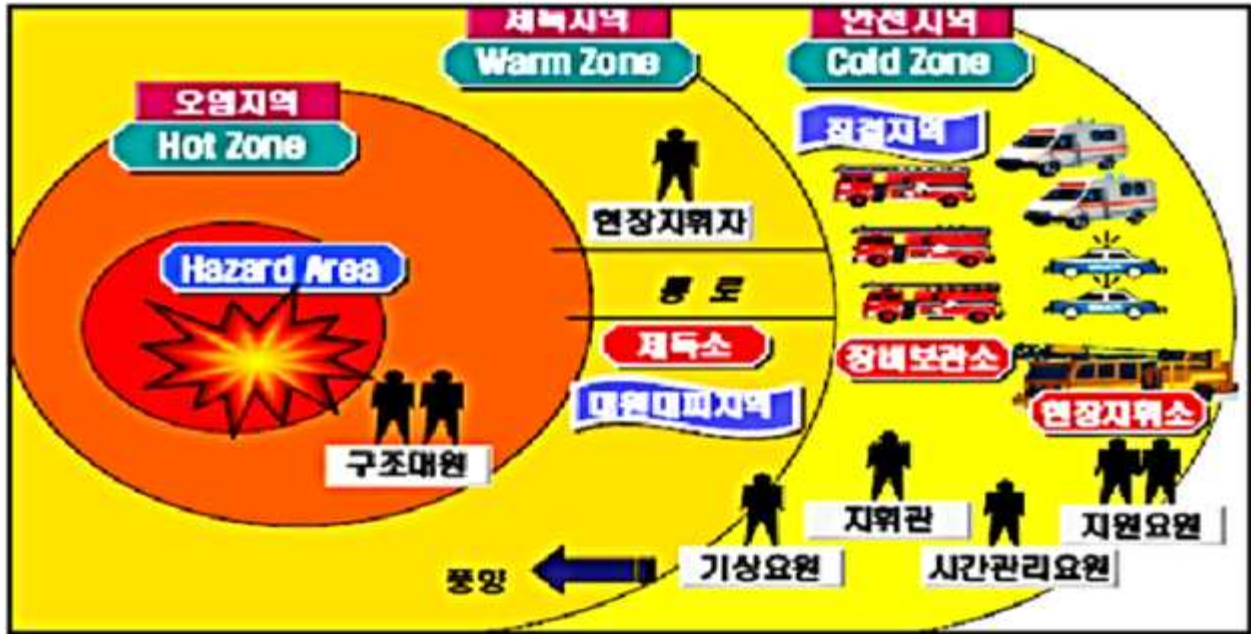 제독지역
Warm Zone
안전지역
Cold Zone
오염지역
Hot Zone
집결지역
현장지휘자
Hazard Area
통 로
제독소
대원대피지역
장비보관소
현장지휘소
구조대원
지휘관
지원요원
기상요원
시간관리요원
풍양